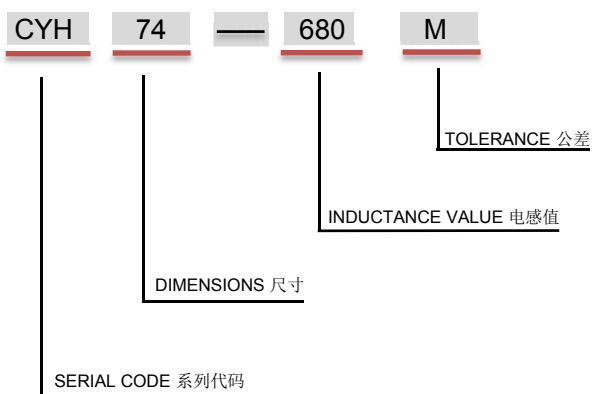 CYH 74 — 680 M
TOLERANCE 公差
INDUCTANCE VALUE 电感值
DIMENSIONS 尺寸
SERIAL CODE 系列代码